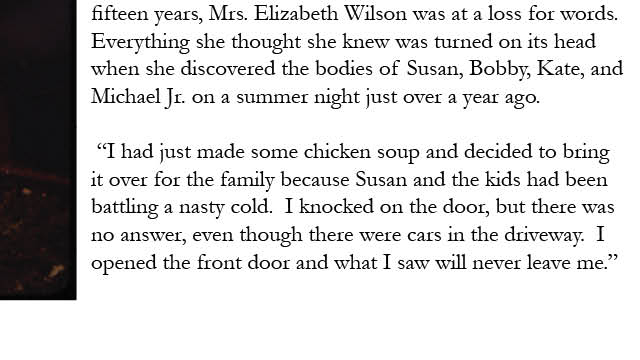 fifteen years, Mrs. Elizabeth Wilson was at a loss for words.
Everything she thought she knew was turned on its head
when she discovered the bodies of Susan, Bobby, Kate, and
Michael Jr. on a summer night just over a year ago.
“I had just made some chicken soup and decided to bring
it over for the family because Susan and the kids had been
battling a nasty cold.  I knocked on the door, but there was
no answer, even though there were cars in the driveway.  I
opened the front door and what I saw will never leave me.”